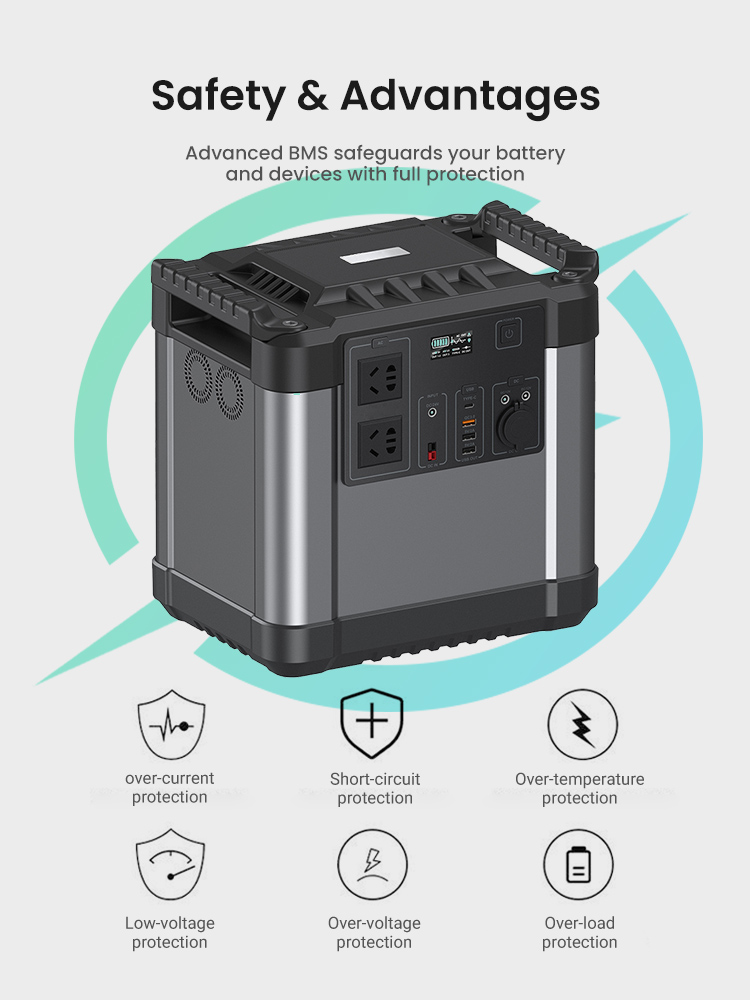 Safety & Advantages
Advanced BMS safeguards your battery
and devices with full protection
over-current
protection
Short-circuit
protection
Over-temperature
protection
Low-voltage
protection
Over-voltage
protection
Over-load
protection